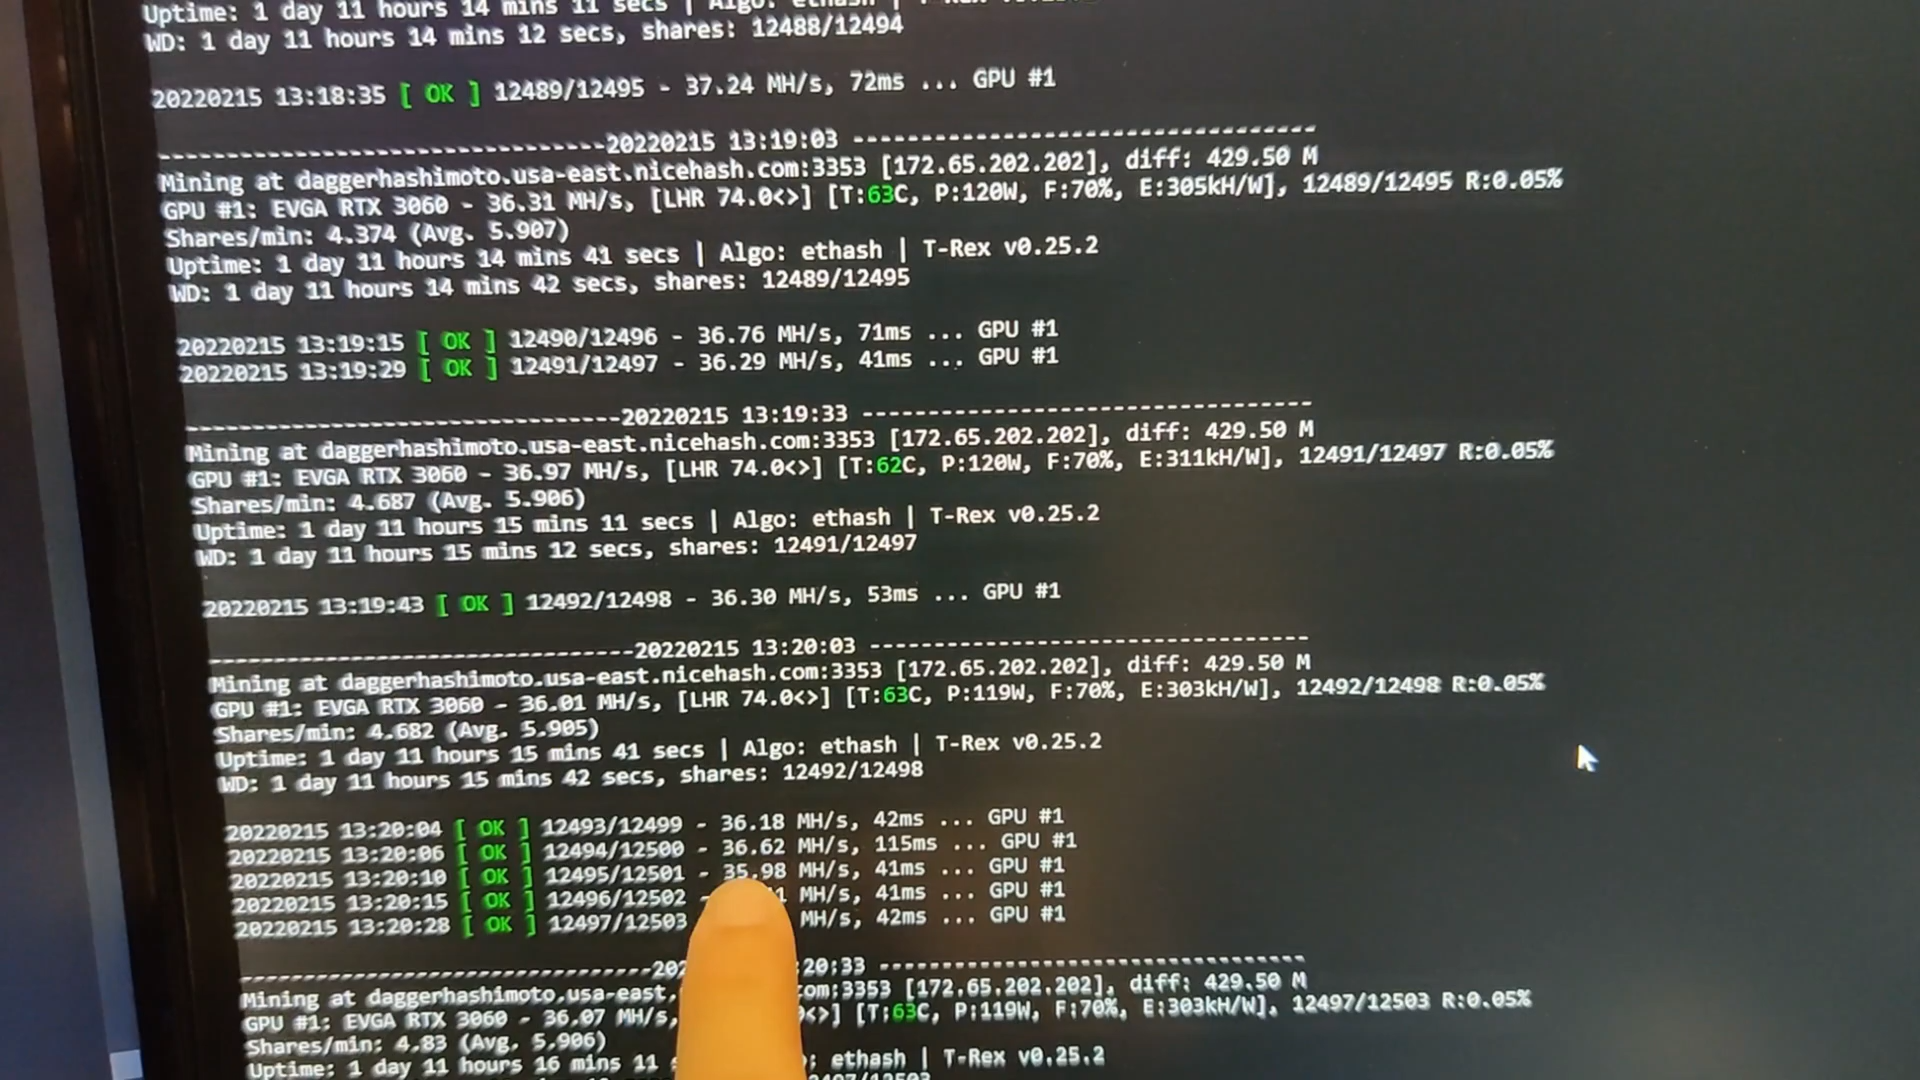 Uptime: 1 day 11 hours 14 mins 11 secs | Algo: ethash | T-Rex
WD: 1 day 11 hours 14 mins 12 secs, shares: 12488/12494
20220215 13:18:35 [ OK ] 12489/12495 - 37.24 MH/s, 72ms ... GPU #1
---------------------------------20220215 13:19:03 ----------------------------------
Mining at daggerhashimoto.usa-east.nicehash.com:3353 [172.65.202.202], diff: 429.50 M
GPU #1: EVGA RTX 3060 - 36.31 MH/s, [LHR 74.0<>] [T:63C, P:120W, F:70%, E:305kH/W], 12489/12495 R:0.05%
Shares/min: 4.374 (Avg. 5.907)
Uptime: 1 day 11 hours 14 mins 41 secs | Algo: ethash | T-Rex v0.25.2
WD: 1 day 11 hours 14 mins 42 secs, shares: 12489/12495
20220215 13:19:15 [ OK ] 12490/12496 - 36.76 MH/s, 71ms ... GPU #1
20220215 13:19:29 [ OK ] 12491/12497 - 36.29 MH/s, 41ms ... GPU #1
---------------------------------20220215 13:19:33 ----------------------------------
Mining at daggerhashimoto.usa-east.nicehash.com:3353 [172.65.202.202], diff: 429.50 M
GPU #1: EVGA RTX 3060 - 36.97 MH/s, [LHR 74.0<>] [T:62C, P:120W, F:70%, E:311kH/W], 12491/12497 R:0.05%
Shares/min: 4.687 (Avg. 5.906)
Uptime: 1 day 11 hours 15 mins 11 secs | Algo: ethash | T-Rex v0.25.2
WD: 1 day 11 hours 15 mins 12 secs, shares: 12491/12497
20220215 13:19:43 [ OK ] 12492/12498 - 36.30 MH/s, 53ms ... GPU #1
---------------------------------20220215 13:20:03 ----------------------------------
Mining at daggerhashimoto.usa-east.nicehash.com:3353 [172.65.202.202], diff: 429.50 M
GPU #1: EVGA RTX 3060 - 36.01 MH/s, [LHR 74.0<>] [T:63C, P:119W, F:70%, E:303kH/W], 12492/12498 R:0.05%
Shares/min: 4.682 (Avg. 5.905)
Uptime: 1 day 11 hours 15 mins 41 secs | Algo: ethash | T-Rex v0.25.2
WD: 1 day 11 hours 15 mins 42 secs, shares: 12492/12498
20220215 13:20:04 [ OK ] 12493/12499 - 36.18 MH/s, 42ms ... GPU #1
20220215 13:20:06 [ OK ] 12494/12500 - 36.62 MH/s, 115ms ... GPU #1
20220215 13:20:10 [ OK ] 12495/12501 - 35.98 MH/s, 41ms ... GPU #1
20220215 13:20:15 [ OK ] 12496/12502 - MH/s, 41ms ... GPU #1
20220215 13:20:28 [ OK ] 12497/12503 MH/s, 42ms ... GPU #1
---------------------------------20 20:33 ----------------------------------
Mining at daggerhashimoto.usa-east. com:3353 [172.65.202.202], diff: 429.50 M
GPU #1: EVGA RTX 3060 - 36.07 MH/s, <>] [T:63C, P:119W, F:70%, E:303kH/W], 12497/12503 R:0.05%
Shares/min: 4.83 (Avg. 5.906)
Uptime: 1 day 11 hours 16 mins 11 : ethash | T-Rex v0.25.2